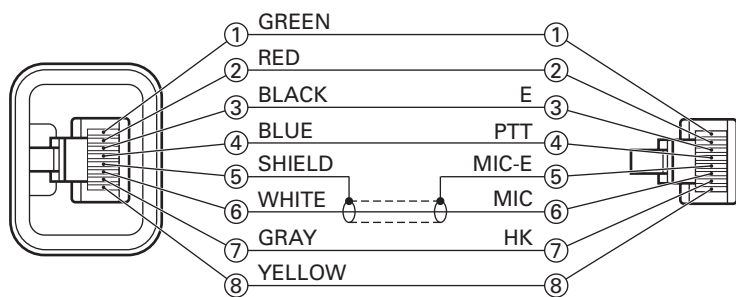 ① GREEN ①
② RED ②
③ BLACK E ③
④ BLUE PTT ④
⑤ SHIELD MIC-E ⑤
⑥ WHITE MIC ⑥
⑦ GRAY HK ⑦
⑧ YELLOW ⑧